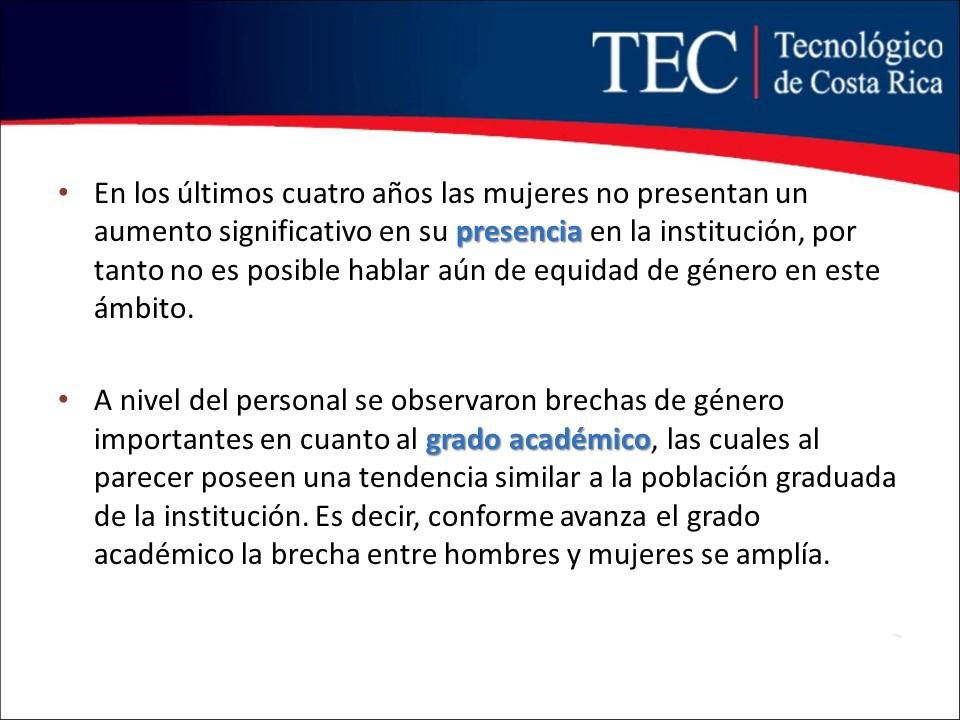 TEC | Tecnológico
de Costa Rica
• En los últimos cuatro años las mujeres no presentan un
aumento significativo en su presencia en la institución, por
tanto no es posible hablar aún de equidad de género en este
ámbito.
• A nivel del personal se observaron brechas de género
importantes en cuanto al grado académico, las cuales al
parecer poseen una tendencia similar a la población graduada
de la institución. Es decir, conforme avanza el grado
académico la brecha entre hombres y mujeres se amplía.